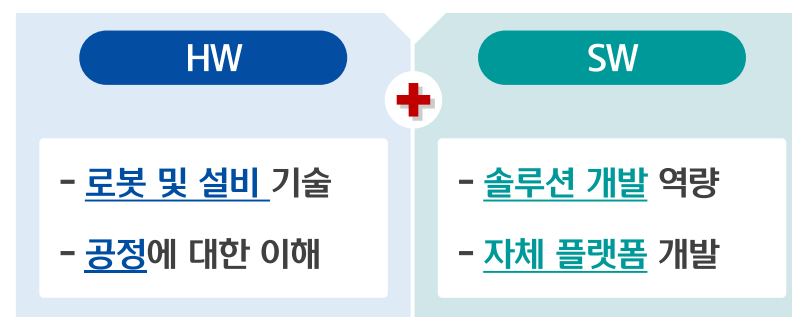 HW
- 로봇 및 설비 기술
- 공정에 대한 이해
SW
- 솔루션 개발 역량
- 자체 플랫폼 개발